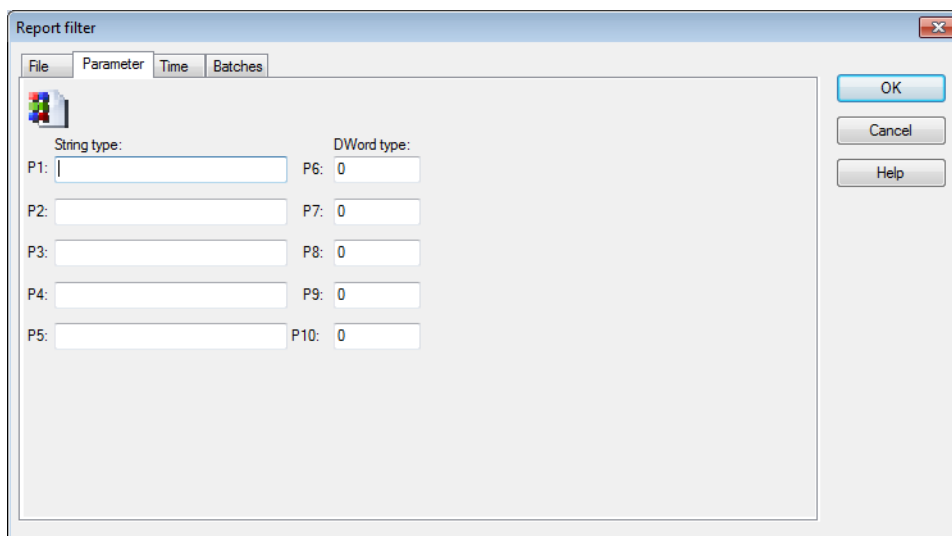 Report filter
File Parameter Time Batches
OK
Cancel
Help
String type: DWord type:
P1: P6: 0
P2: P7: 0
P3: P8: 0
P4: P9: 0
P5: P10: 0